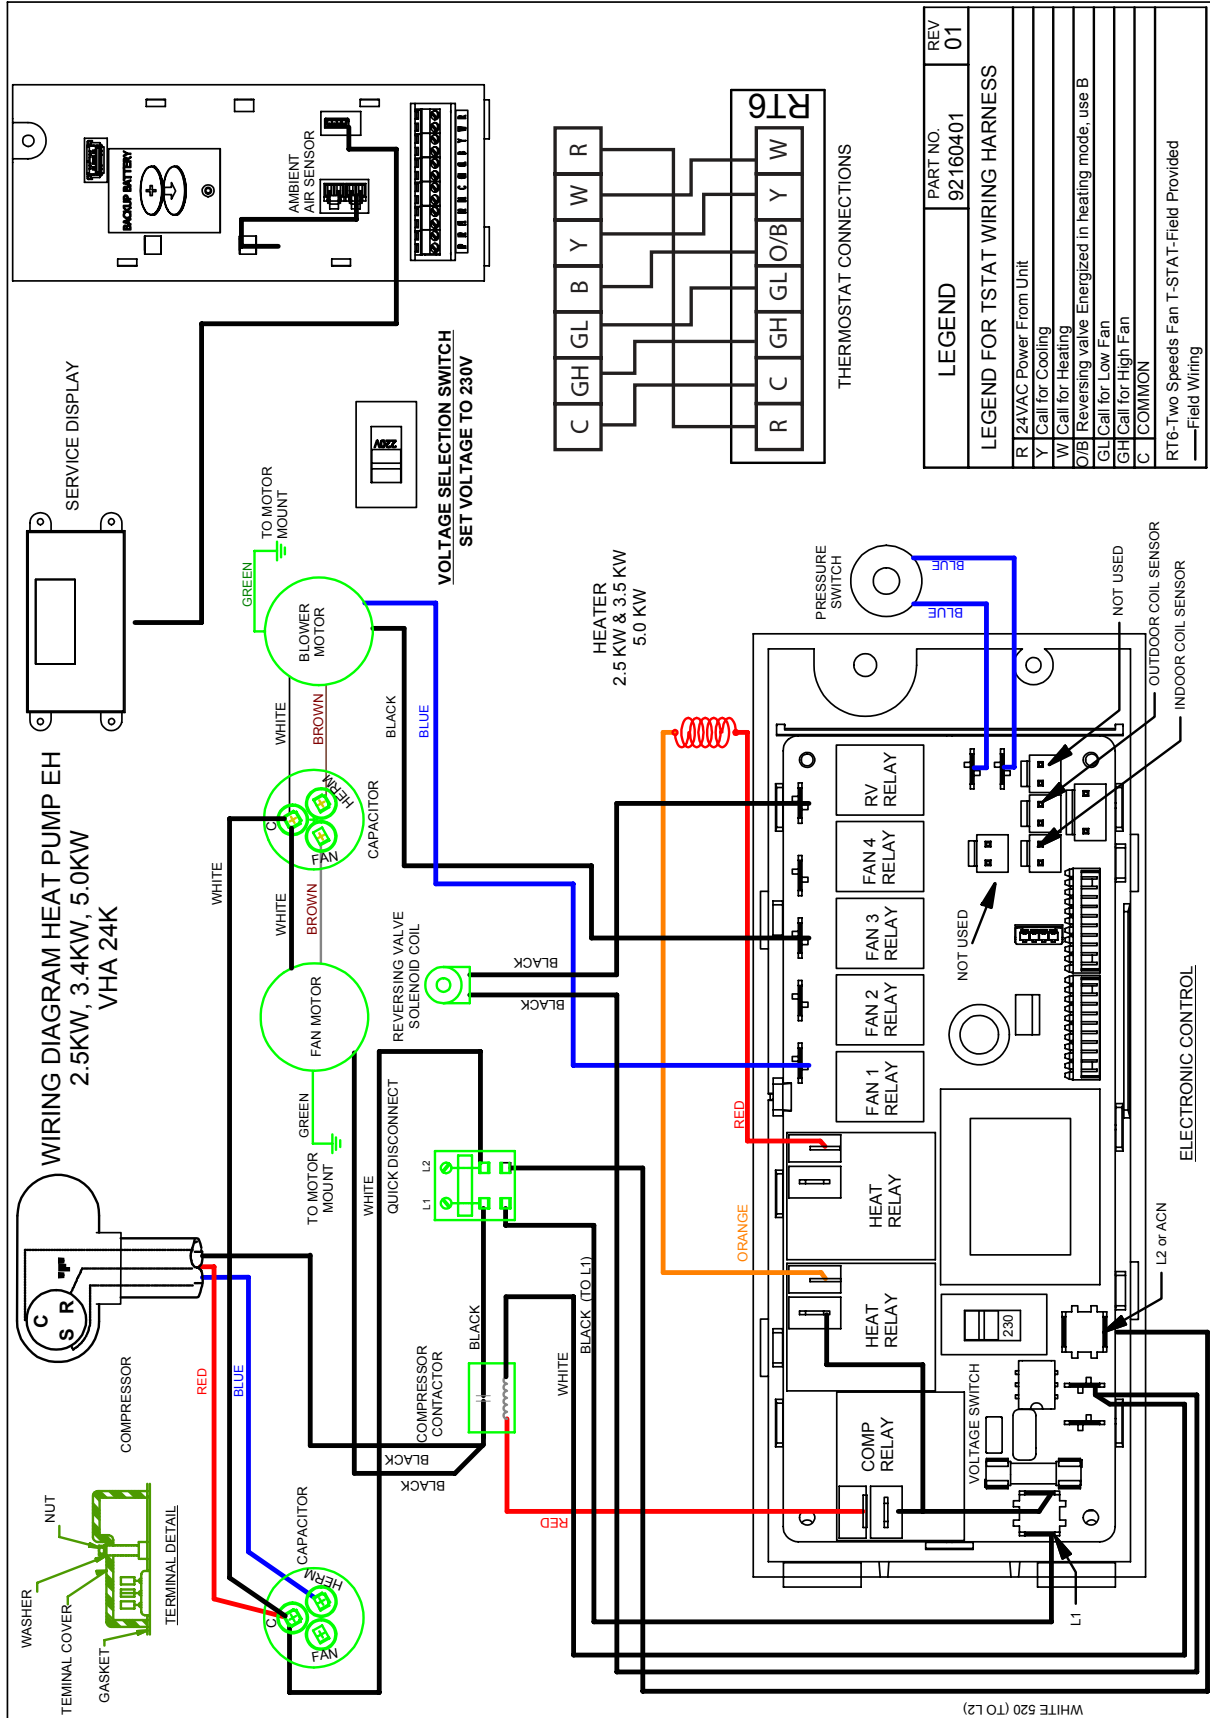 WIRING DIAGRAM HEAT PUMP EH
2.5KW, 3.4KW, 5.0KW
VHA 24K
SERVICE DISPLAY
BACKUP BATTERY
+
AMBIENT
AIR SENSOR
WASHER
NUT
TEMINAL COVER
GASKET
TERMINAL DETAIL
COMPRESSOR
C
S R
RED
BLUE
CAPACITOR
C
HERM
FAN
WHITE
TO MOTOR
MOUNT
GREEN
FAN MOTOR
WHITE
BROWN
C
HERM
FAN
CAPACITOR
WHITE
BROWN
BLOWER
MOTOR
GREEN
TO MOTOR
MOUNT
BLACK
BLUE
VOLTAGE SELECTION SWITCH
SET VOLTAGE TO 230V
220V
WHITE
QUICK DISCONNECT
L1
L2
REVERSING VALVE
SOLENOID COIL
BLACK
BLACK
COMPRESSOR
CONTACTOR
BLACK
BLACK
BLACK
WHITE
BLACK (TO L1)
RED
HEATER
2.5 KW & 3.5 KW
5.0 KW
RED
ORANGE
PRESSURE
SWITCH
BLUE
BLUE
COMP
RELAY
HEAT
RELAY
HEAT
RELAY
FAN 1
RELAY
FAN 2
RELAY
FAN 3
RELAY
FAN 4
RELAY
RV
RELAY
VOLTAGE SWITCH
230
NOT USED
NOT USED
OUTDOOR COIL SENSOR
INDOOR COIL SENSOR
L1
L2 or ACN
ELECTRONIC CONTROL
WHITE 520 (TO L2)
C GH GL B Y W R
R C GH GL O/B Y W
RT6
THERMOSTAT CONNECTIONS
LEGEND
PART NO.
92160401
REV
01
LEGEND FOR TSTAT WIRING HARNESS
R 24VAC Power From Unit
Y Call for Cooling
W Call for Heating
O/B Reversing valve Energized in heating mode, use B
GL Call for Low Fan
GH Call for High Fan
C COMMON
RT6-Two Speeds Fan T-STAT-Field Provided
Field Wiring